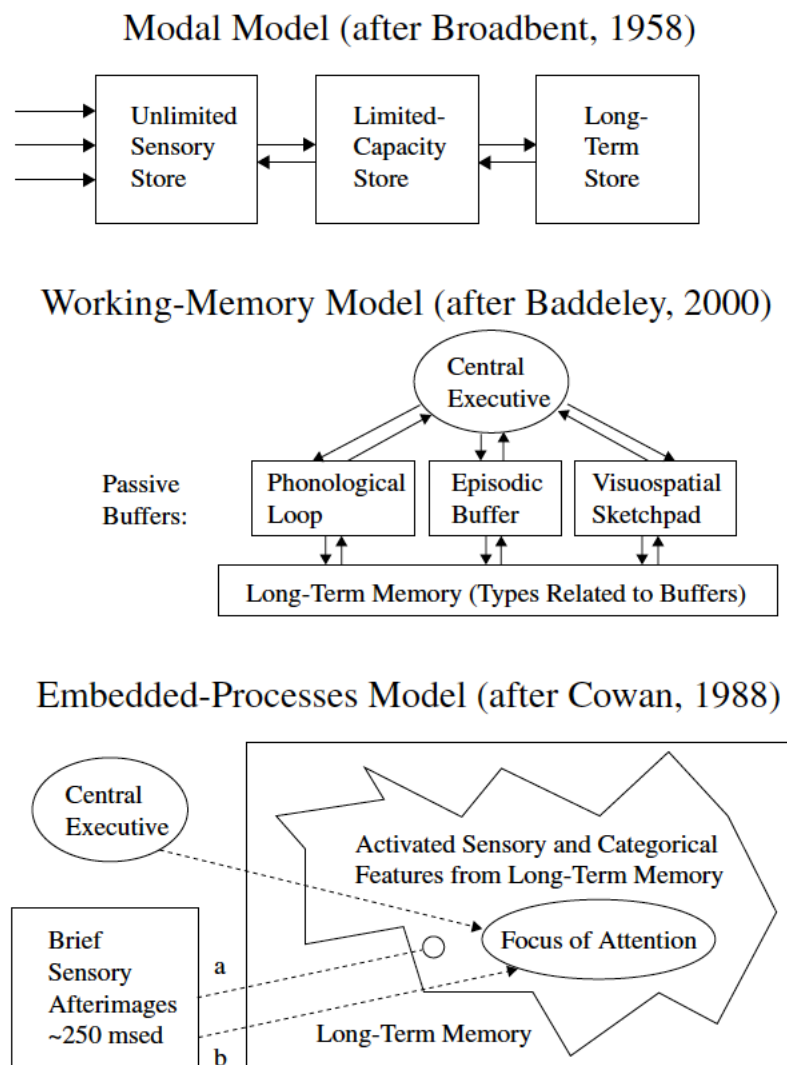 Modal Model (after Broadbent, 1958)
Unlimited
Sensory
Store
Limited-
Capacity
Store
Long-
Term
Store
Working-Memory Model (after Baddeley, 2000)
Central
Executive
Passive
Buffers:
Phonological
Loop
Episodic
Buffer
Visuospatial
Sketchpad
Long-Term Memory (Types Related to Buffers)
Embedded-Processes Model (after Cowan, 1988)
Central
Executive
Activated Sensory and Categorical
Features from Long-Term Memory
Focus of Attention
Brief
Sensory
Afterimages
~250 msed
a
b
Long-Term Memory